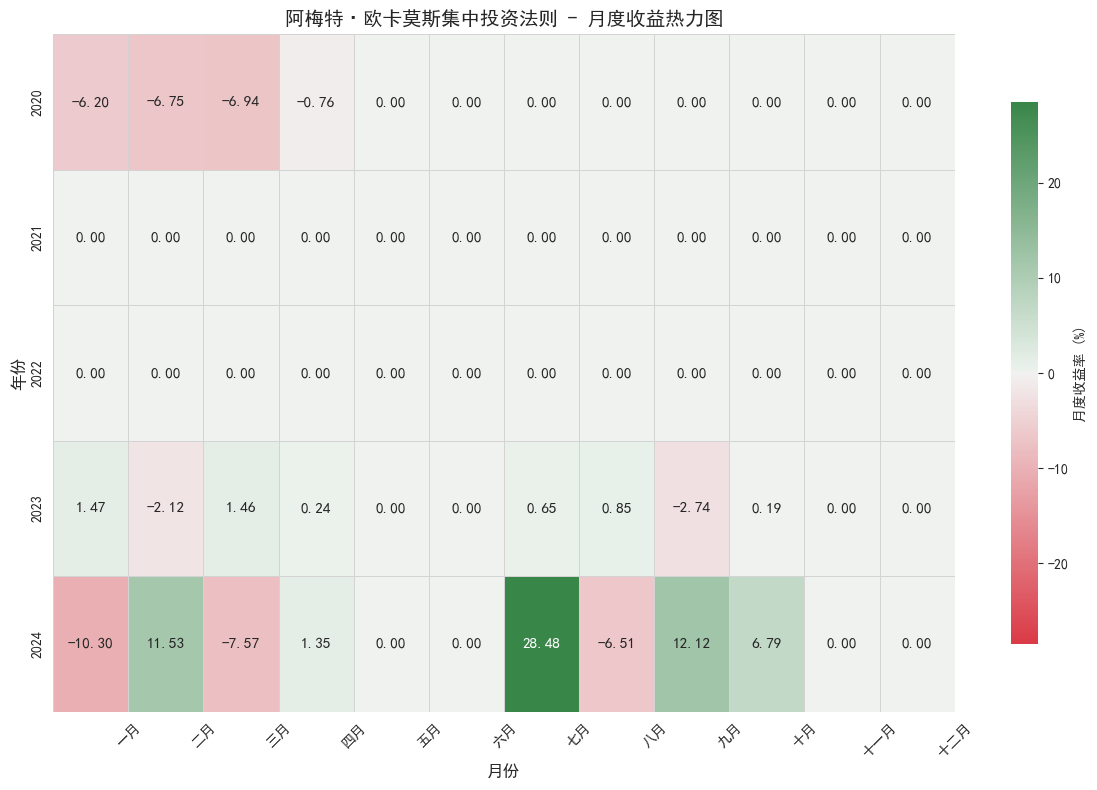 阿梅特·欧卡莫斯集中投资法则 - 月度收益热力图
2020 -6.20 -6.75 -6.94 -0.76 0.00 0.00 0.00 0.00 0.00 0.00 0.00 0.00
2021 0.00 0.00 0.00 0.00 0.00 0.00 0.00 0.00 0.00 0.00 0.00 0.00
年份
2022 0.00 0.00 0.00 0.00 0.00 0.00 0.00 0.00 0.00 0.00 0.00 0.00
2023 1.47 -2.12 1.46 0.24 0.00 0.00 0.65 0.85 -2.74 0.19 0.00 0.00
2024 -10.30 11.53 -7.57 1.35 0.00 0.00 28.48 -6.51 12.12 6.79 0.00 0.00
一月 二月 三月 四月 五月 六月 七月 八月 九月 十月 十一月 十二月
月份
20
10
0
-10
-20
月度收益率 (%)